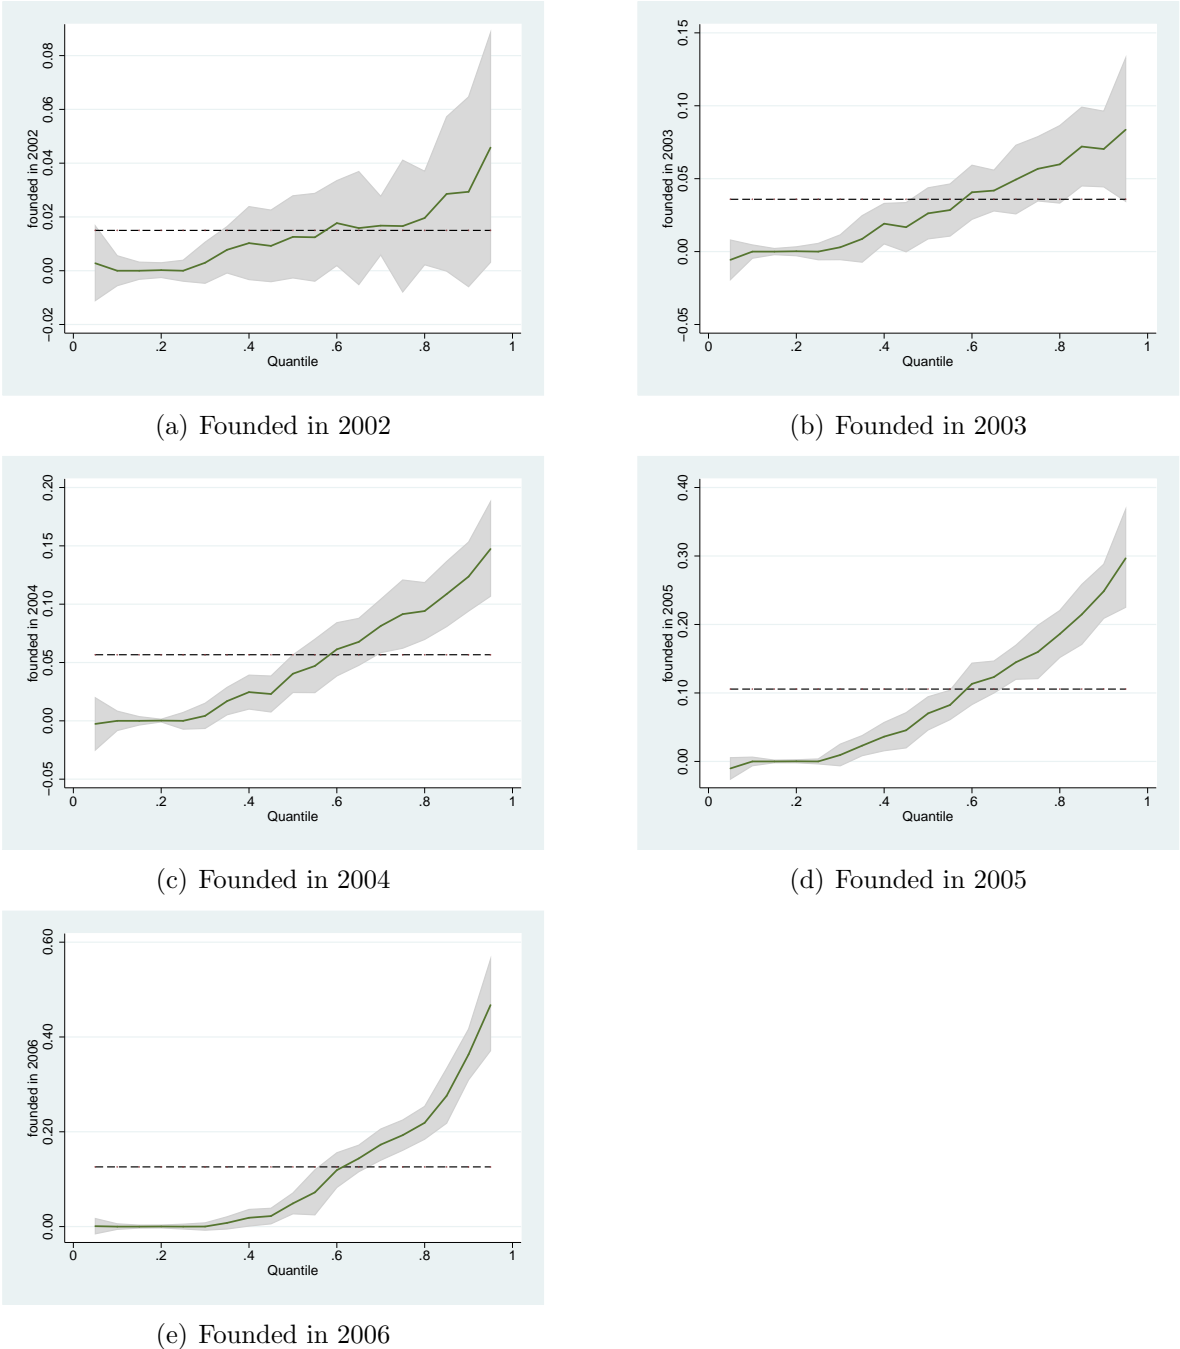 founded in 2002
0.08
0.06
0.04
0.02
0.00
−0.02
0 .2 .4 .6 .8 1
Quantile
(a) Founded in 2002
founded in 2003
0.15
0.10
0.05
0.00
−0.05
0 .2 .4 .6 .8 1
Quantile
(b) Founded in 2003
founded in 2004
0.20
0.15
0.10
0.05
0.00
−0.05
0 .2 .4 .6 .8 1
Quantile
(c) Founded in 2004
founded in 2005
0.40
0.30
0.20
0.10
0.00
0 .2 .4 .6 .8 1
Quantile
(d) Founded in 2005
founded in 2006
0.60
0.40
0.20
0.00
0 .2 .4 .6 .8 1
Quantile
(e) Founded in 2006